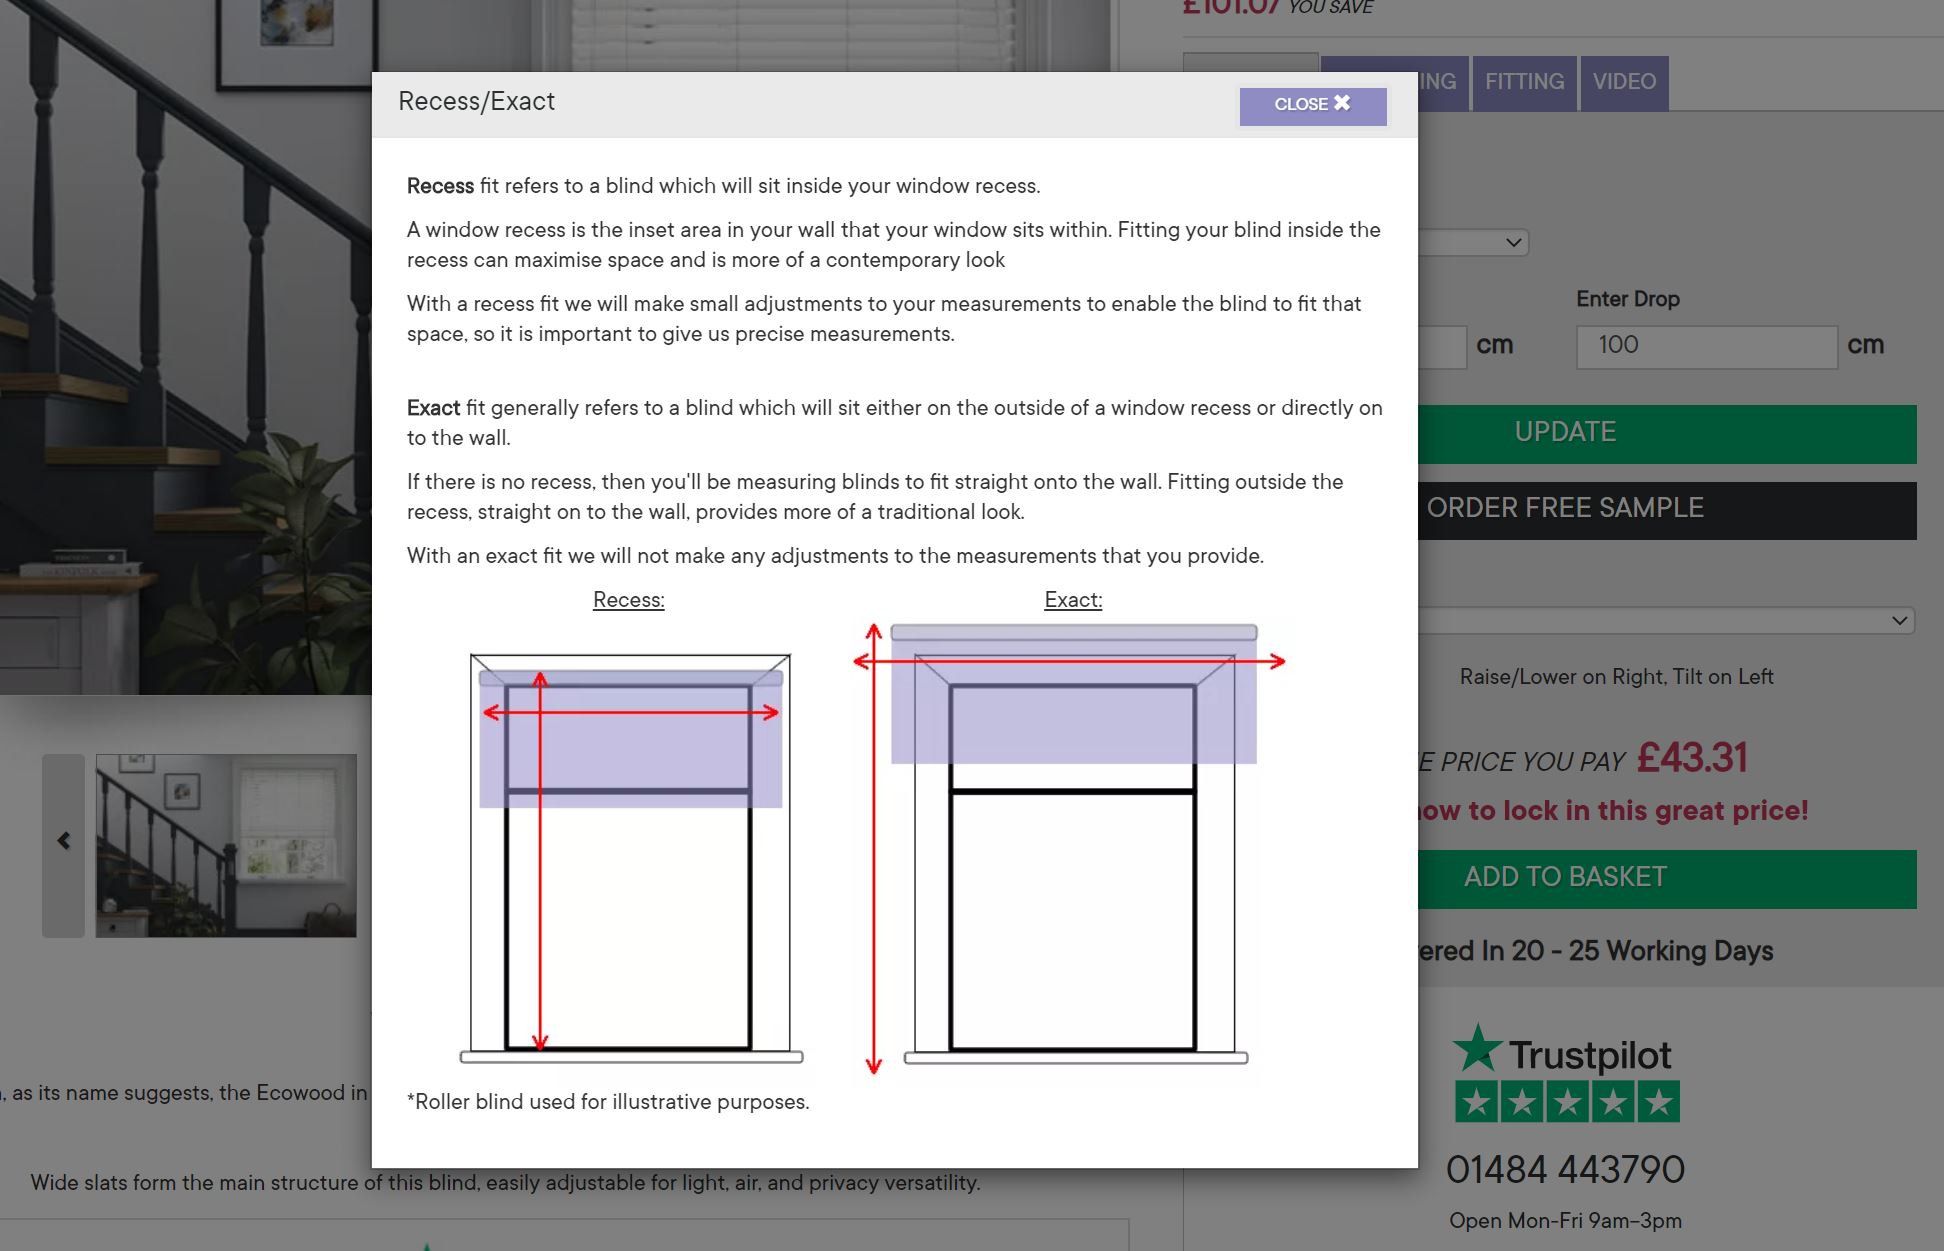 £101.07 YOU SAVE
ING
FITTING
VIDEO
Recess/Exact
CLOSE ✖
Recess fit refers to a blind which will sit inside your window recess.
A window recess is the inset area in your wall that your window sits within. Fitting your blind inside the
recess can maximise space and is more of a contemporary look
With a recess fit we will make small adjustments to your measurements to enable the blind to fit that
space, so it is important to give us precise measurements.
Exact fit generally refers to a blind which will sit either on the outside of a window recess or directly on
to the wall.
If there is no recess, then you'll be measuring blinds to fit straight onto the wall. Fitting outside the
recess, straight on to the wall, provides more of a traditional look.
With an exact fit we will not make any adjustments to the measurements that you provide.
Recess:
Exact:
*Roller blind used for illustrative purposes.
Enter Drop
cm
100
cm
UPDATE
ORDER FREE SAMPLE
Raise/Lower on Right, Tilt on Left
E PRICE YOU PAY £43.31
ow to lock in this great price!
ADD TO BASKET
ered In 20 - 25 Working Days
Trustpilot
01484 443790
Open Mon-Fri 9am-3pm
, as its name suggests, the Ecowood in
Wide slats form the main structure of this blind, easily adjustable for light, air, and privacy versatility.